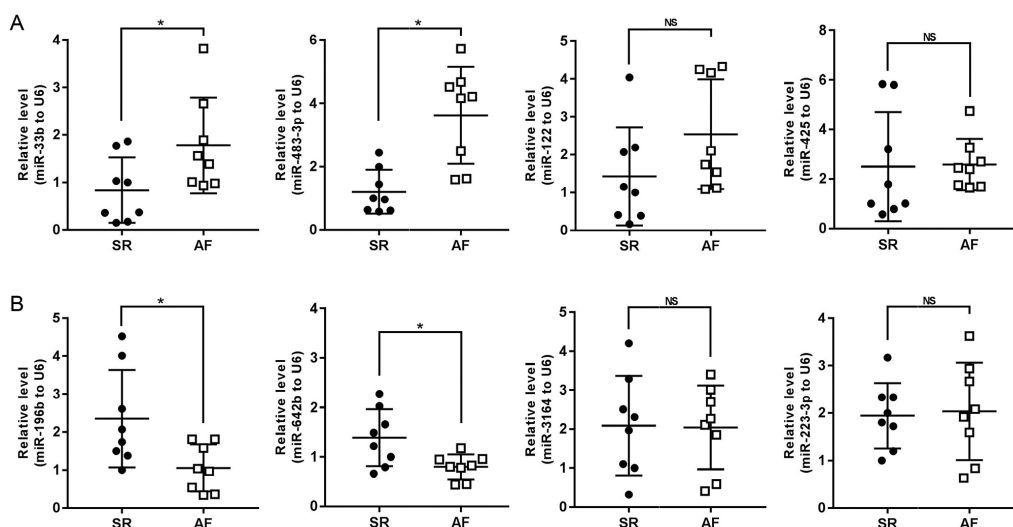 A
*
*
NS
NS
Relative level
(miR-33b to U6)
4
3
2
1
0
SR
AF
Relative level
(miR-483-3p to U6)
6
4
2
0
SR
AF
Relative level
(miR-122 to U6)
5
4
3
2
1
0
SR
AF
Relative level
(miR-425 to U6)
8
6
4
2
0
SR
AF
B
*
*
NS
NS
Relative level
(miR-196b to U6)
5
4
3
2
1
0
SR
AF
Relative level
(miR-642b to U6)
4
3
2
1
0
SR
AF
Relative level
(miR-3164 to U6)
5
4
3
2
1
0
SR
AF
Relative level
(miR-223-3p to U6)
4
3
2
1
0
SR
AF